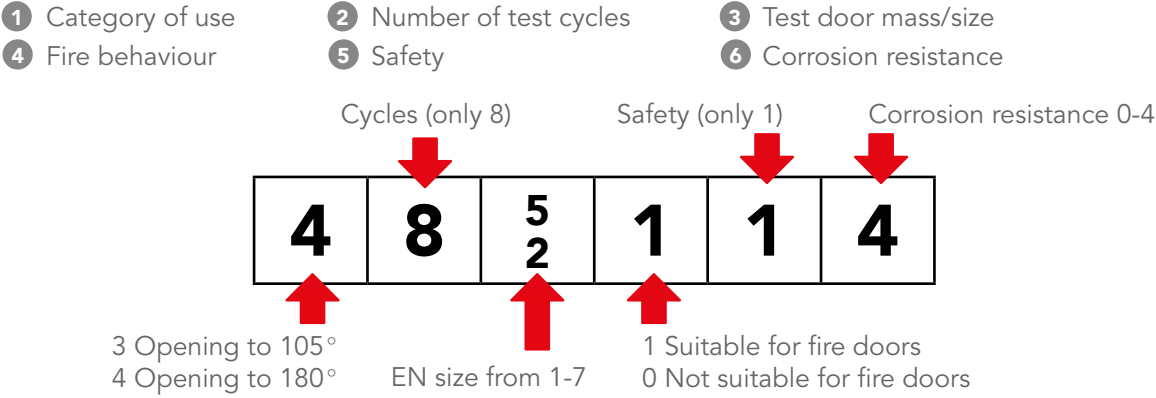 1 Category of use
2 Number of test cycles
3 Test door mass/size
4 Fire behaviour
5 Safety
6 Corrosion resistance
Cycles (only 8)
Safety (only 1)
Corrosion resistance 0-4
4
8
5
2
1
1
4
3 Opening to 105°
4 Opening to 180°
EN size from 1-7
1 Suitable for fire doors
0 Not suitable for fire doors